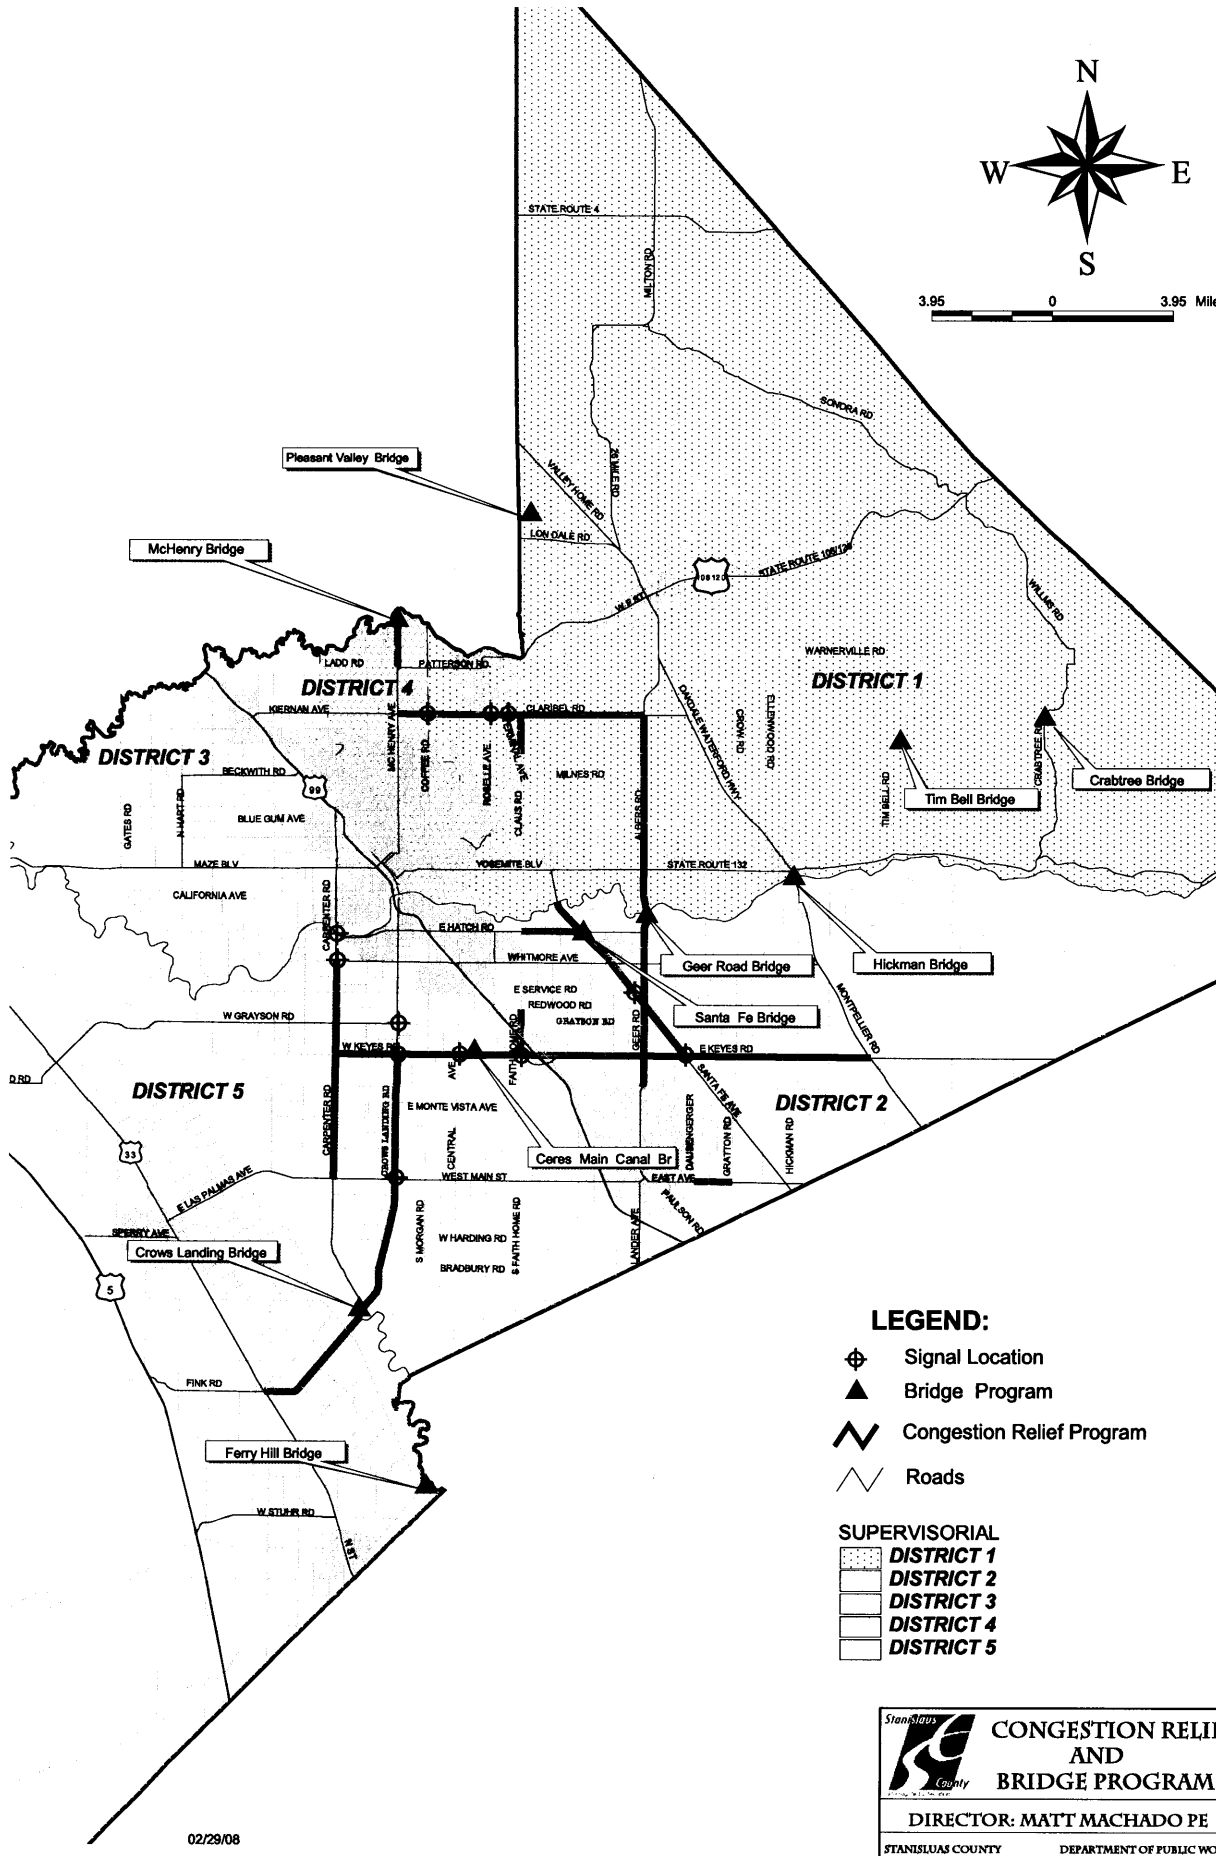 N
W
E
S
3.95 0 3.95 Mile
STATE ROUTE 4
MILTON RD
SONORA RD
Pleasant Valley Bridge
26 MILE RD
VALLEY HOME RD
LON DALE RD
McHenry Bridge
108 120
STATE ROUTE 108/120
W F ST
WILLMS RD
WARNERVILLE RD
LADD RD
PATTERSON RD
DISTRICT 4
DISTRICT 1
KIERNAN AVE
CLARIBEL RD
MC HENRY AVE
COFFEE RD
ROSELLE AVE
OAKDALE WATERFORD HWY
CROW RD
ELLENWOOD RD
CRABTREE RD
DISTRICT 3
BECKWITH RD
MILNES RD
Crabtree Bridge
99
CLAUS RD
ALBERS RD
TIM BELL RD
Tim Bell Bridge
GATES RD
N HART RD
BLUE GUM AVE
MAZE BLV
YOSEMITE BLV
STATE ROUTE 132
CALIFORNIA AVE
CARPENTER RD
E HATCH RD
WHITMORE AVE
Geer Road Bridge
Hickman Bridge
E SERVICE RD
REDWOOD RD
GRAYSON RD
Santa Fe Bridge
MONTPELLIER RD
W GRAYSON RD
GEER RD
W KEYES RD
E KEYES RD
AVE
FAITH HOME RD
D RD
DISTRICT 5
CARPENTER RD
CROWS LANDING RD
E MONTE VISTA AVE
SANTA FE AVE
DISTRICT 2
33
CENTRAL
Ceres Main Canal Br
GRATTON RD
HICKMAN RD
WEST MAIN ST
EAST AVE
E LAS PALMAS AVE
PAULSON RD
SPERRY AVE
S MORGAN RD
W HARDING RD
S FAITH HOME RD
LANDER AVE
Crows Landing Bridge
BRADBURY RD
5
FINK RD
Ferry Hill Bridge
W STUHR RD
N ST
LEGEND:
Signal Location
Bridge Program
Congestion Relief Program
Roads
SUPERVISORIAL
DISTRICT 1
DISTRICT 2
DISTRICT 3
DISTRICT 4
DISTRICT 5
Stanislaus
County
CONGESTION RELI
AND
BRIDGE PROGRAM
DIRECTOR: MATT MACHADO PE
STANISLUAS COUNTY DEPARTMENT OF PUBLIC WO
02/29/08